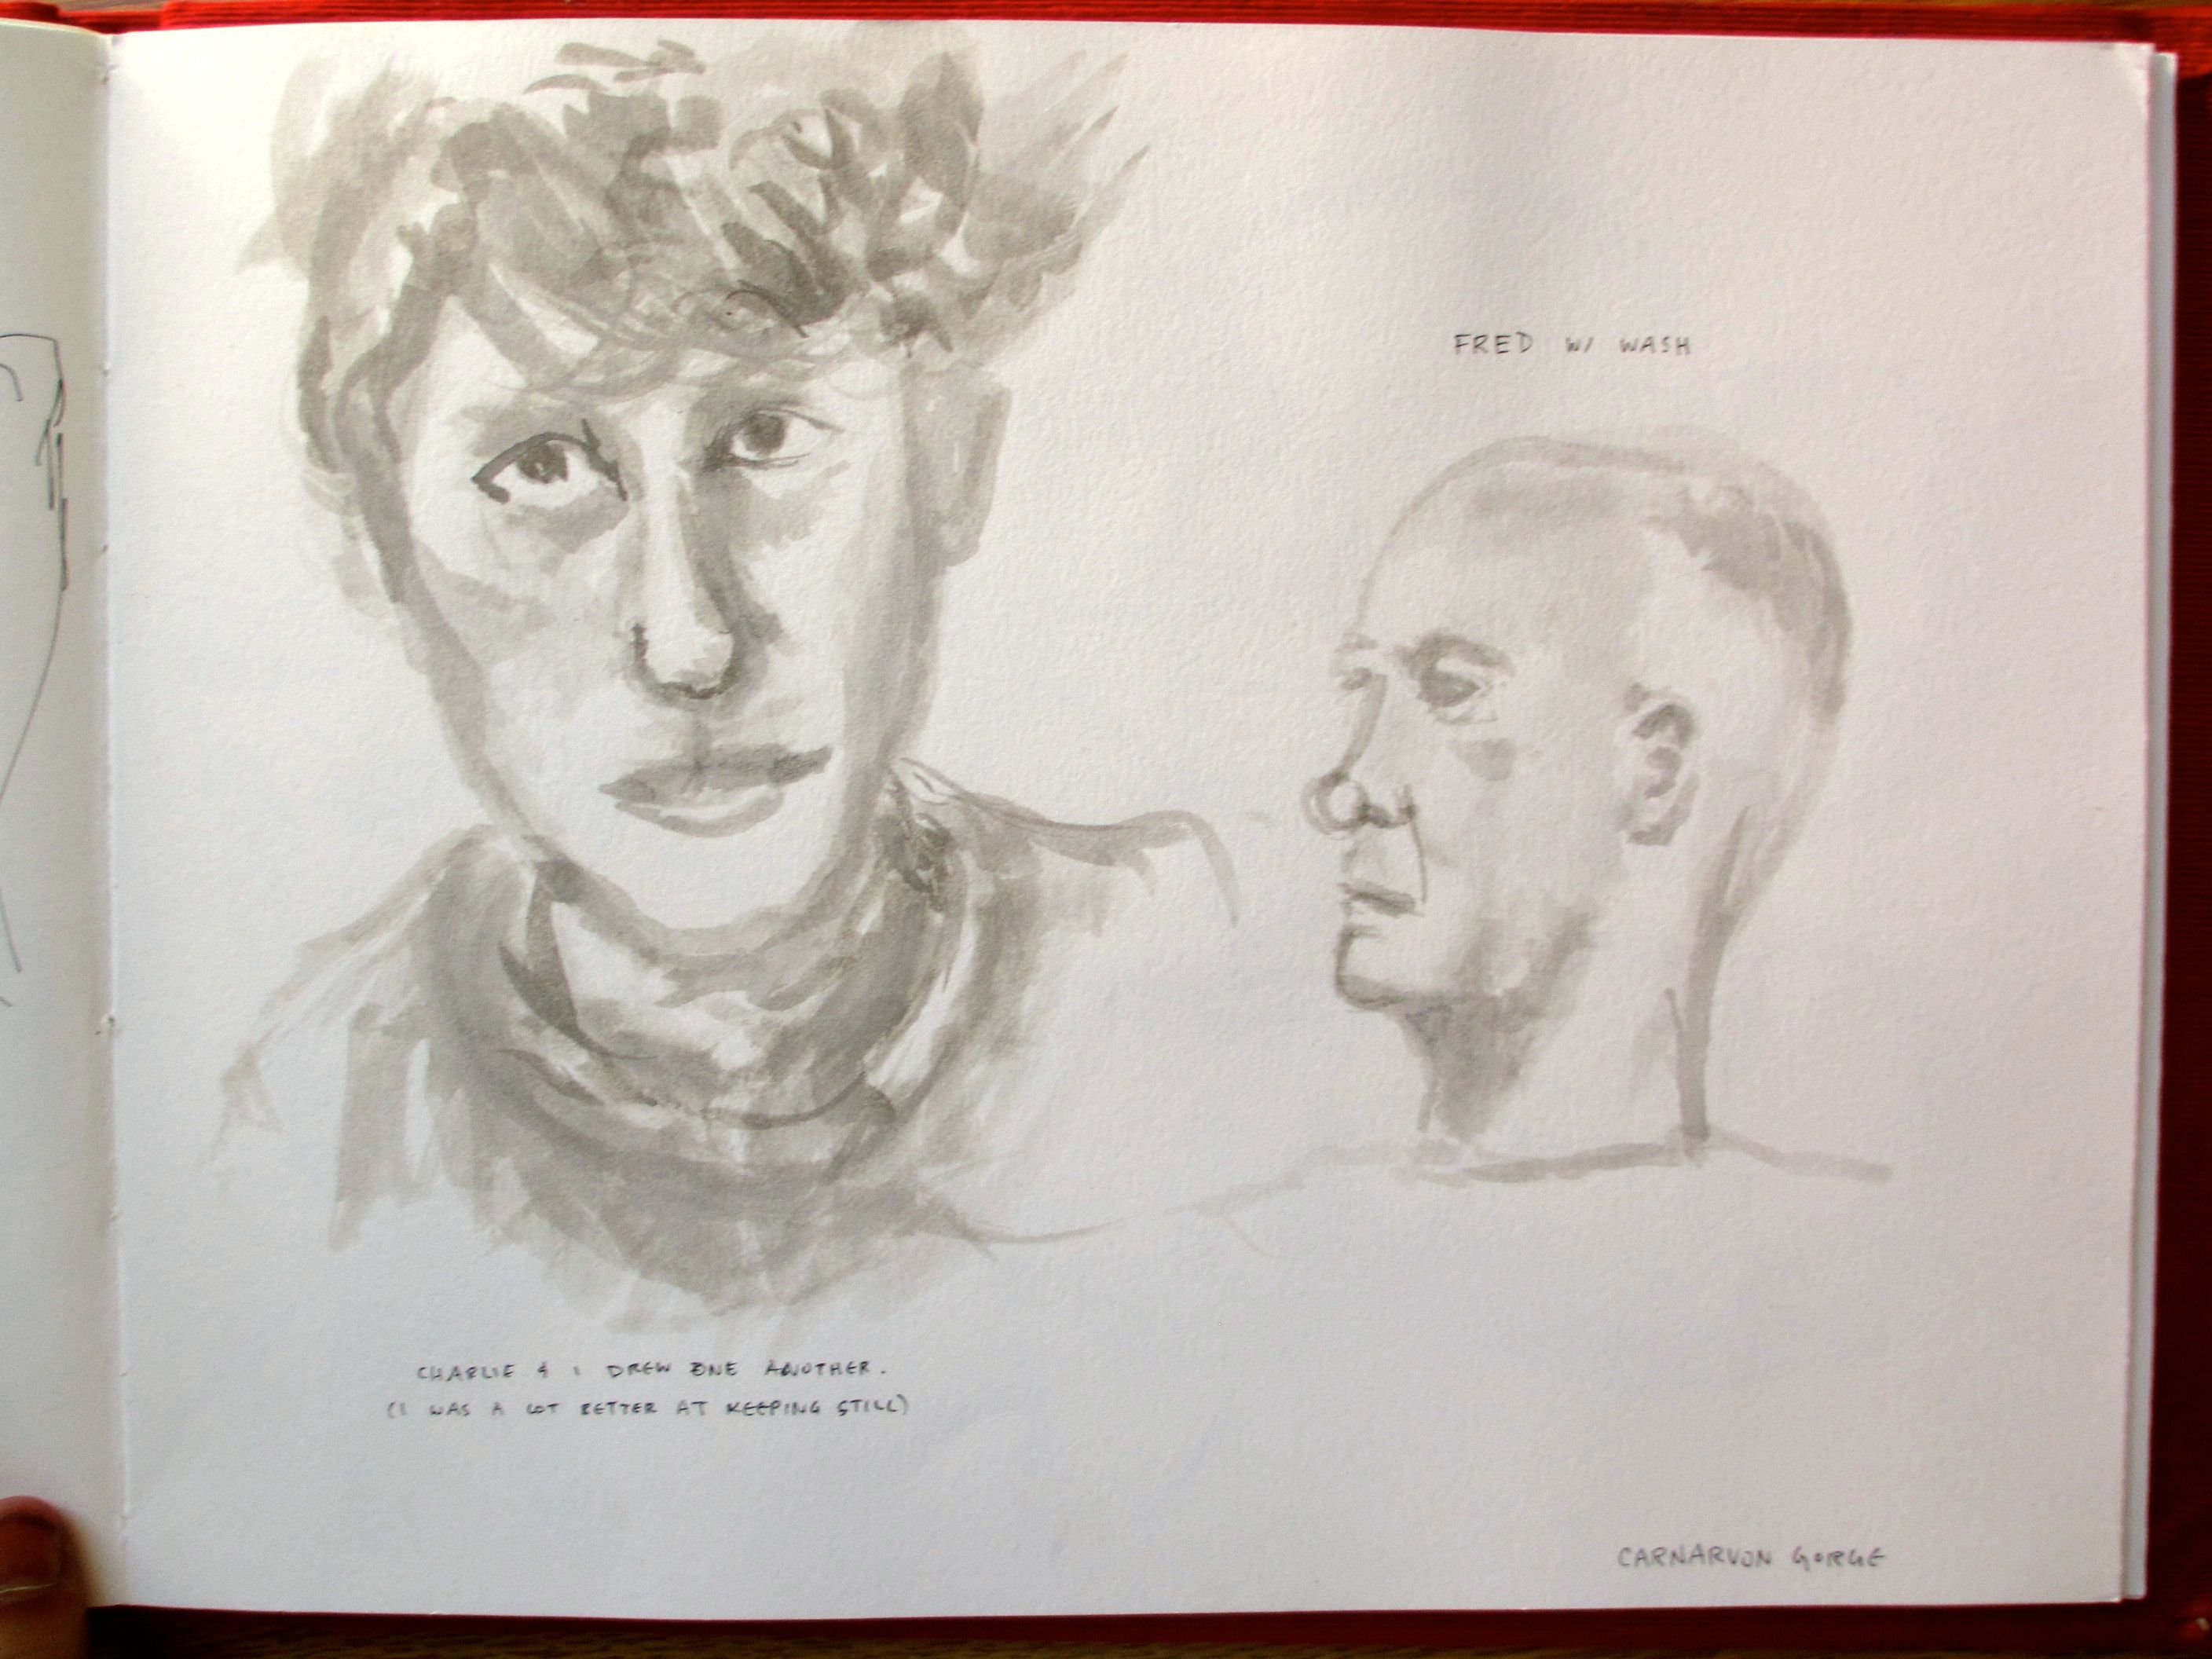 FRED W/ WASH
CHARLIE & I DREW ONE ANOTHER.
(I WAS A LOT BETTER AT KEEPING STILL)
CARNARVON GORGE